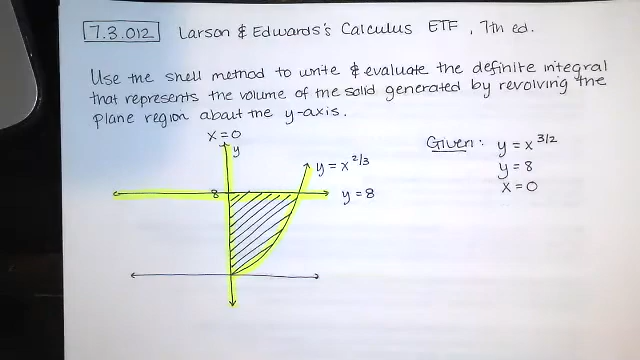 7.3.012 Larson & Edwards's Calculus ETF, 7th ed.
Use the shell method to write & evaluate the definite integral
that represents the volume of the solid generated by revolving the
plane region about the y-axis.
x=0
y
y = x^2/3
8
y = 8
Given: y = x^3/2
y = 8
x = 0